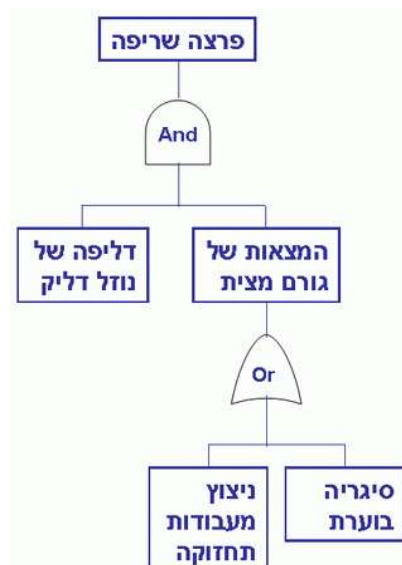 פרצה שריפה
And
המצאות של
גורם מצית
דליפה של
נוזל דליק
Or
סיגריה
בוערת
ניצוץ
מעבודות
תחזוקה